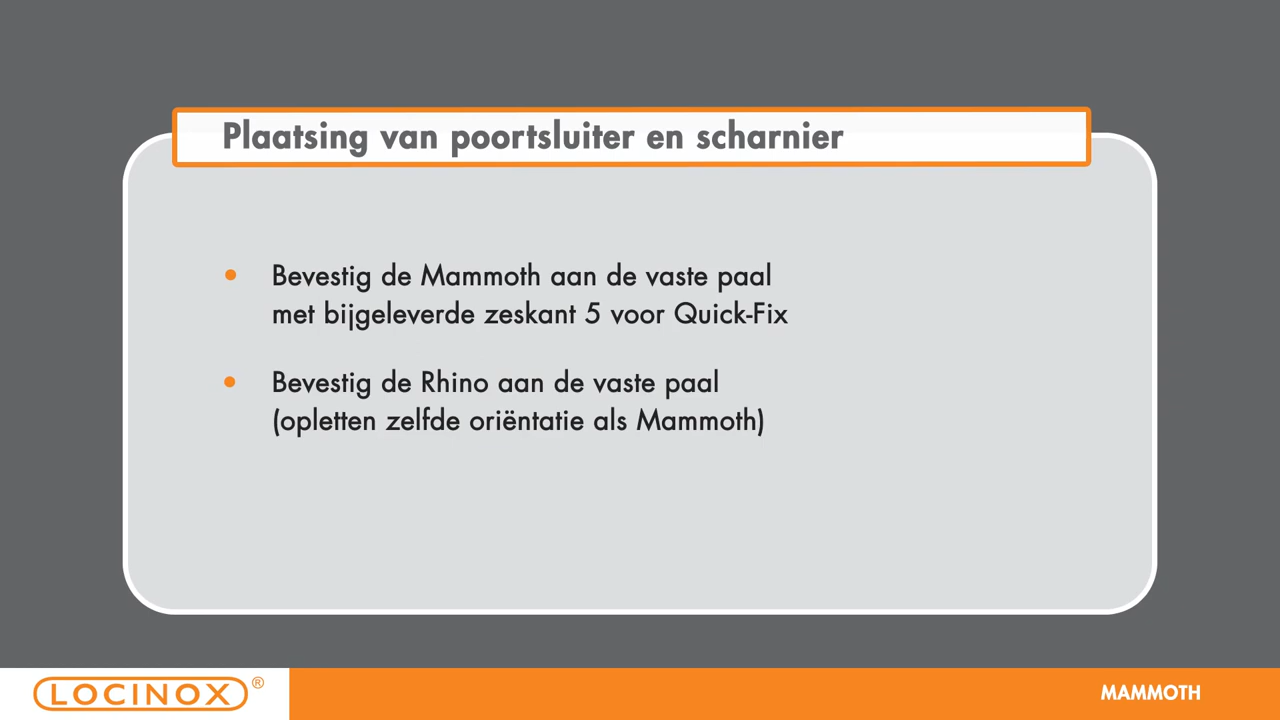 Plaatsing van poortsluiter en scharnier
• Bevestig de Mammoth aan de vaste paal
met bijgeleverde zeskant 5 voor Quick-Fix
• Bevestig de Rhino aan de vaste paal
(opletten zelfde oriëntatie als Mammoth)
LOCINOX®
MAMMOTH